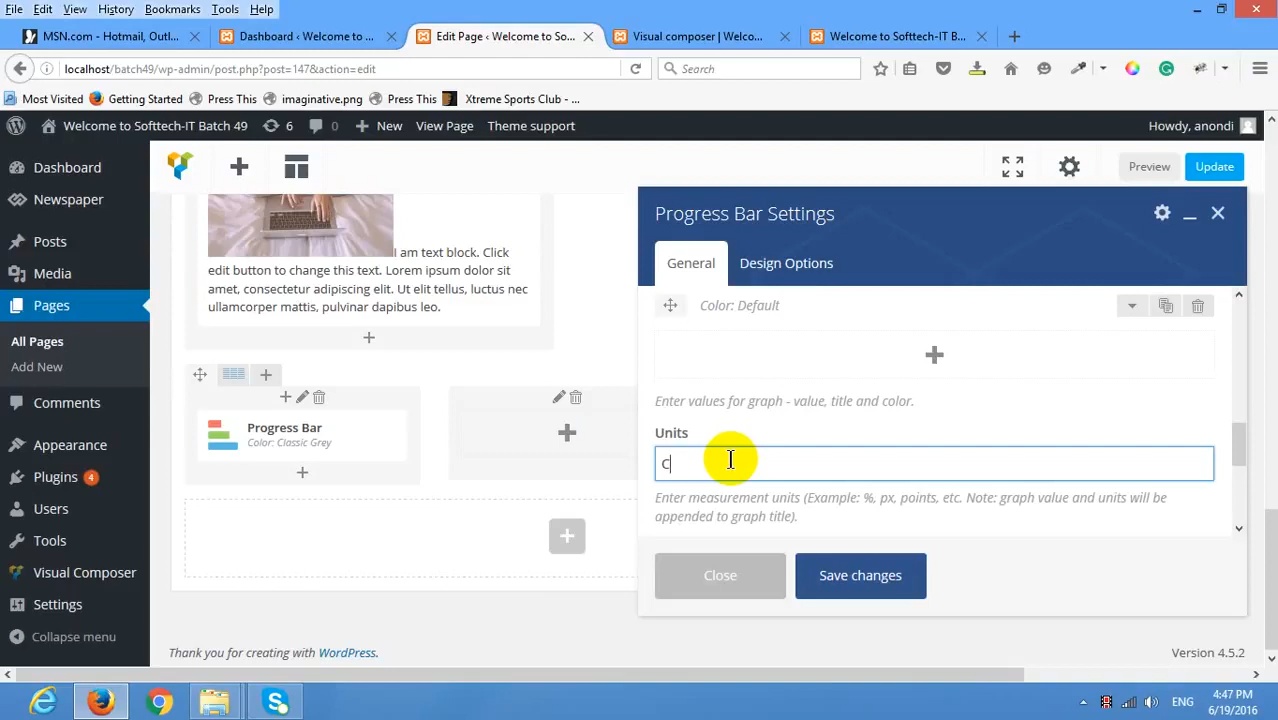 File Edit View History Bookmarks Tools Help
MSN.com - Hotmail, Outl...
Dashboard ‹ Welcome to ...
Edit Page ‹ Welcome to So...
Visual composer | Welco...
Welcome to Softtech-IT B...
localhost/batch49/wp-admin/post.php?post=147&action=edit
Search
Most Visited
Getting Started
Press This
imaginative.png
Press This
Xtreme Sports Club - ...
Welcome to Softtech-IT Batch 49
6
0
New
View Page
Theme support
Howdy, anondi
Dashboard
Newspaper
Posts
Media
Pages
All Pages
Add New
Comments
Appearance
Plugins 4
Users
Tools
Visual Composer
Settings
Collapse menu
Preview
Update
I am text block. Click
edit button to change this text. Lorem ipsum dolor sit
amet, consectetur adipiscing elit. Ut elit tellus, luctus nec
ullamcorper mattis, pulvinar dapibus leo.
Progress Bar
Color: Classic Grey
Progress Bar Settings
General
Design Options
Color: Default
Enter values for graph - value, title and color.
Units
C
Enter measurement units (Example: %, px, points, etc. Note: graph value and units will be
appended to graph title).
Close
Save changes
Thank you for creating with WordPress.
Version 4.5.2
ENG
4:47 PM
6/19/2016